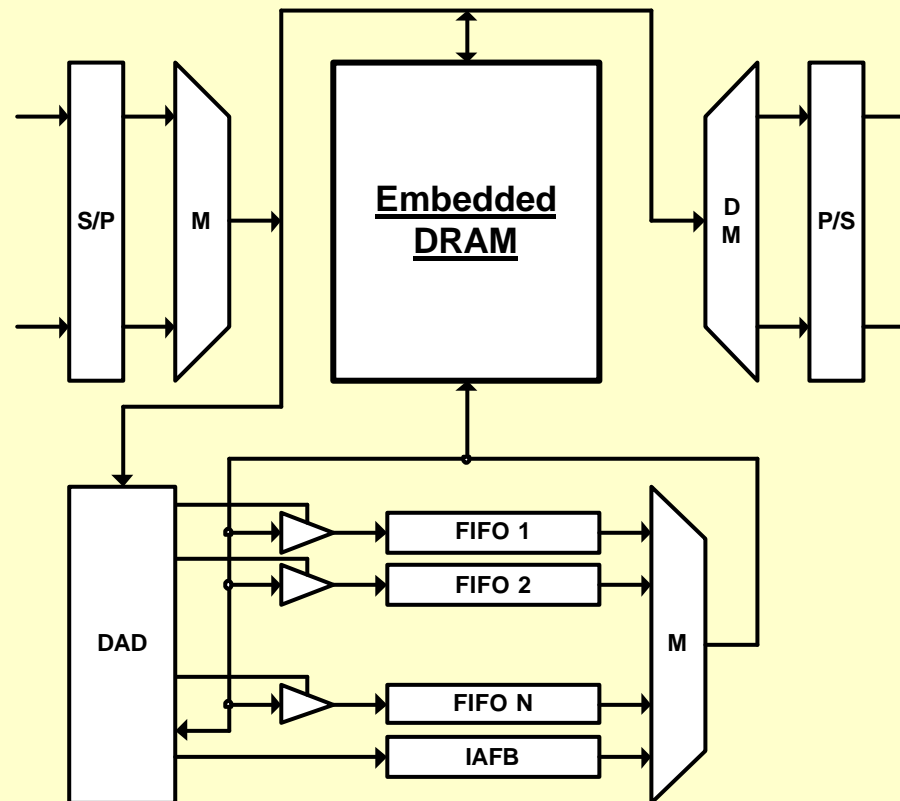 S/P
M
Embedded
DRAM
D
M
P/S
DAD
FIFO 1
FIFO 2
FIFO N
IAFB
M